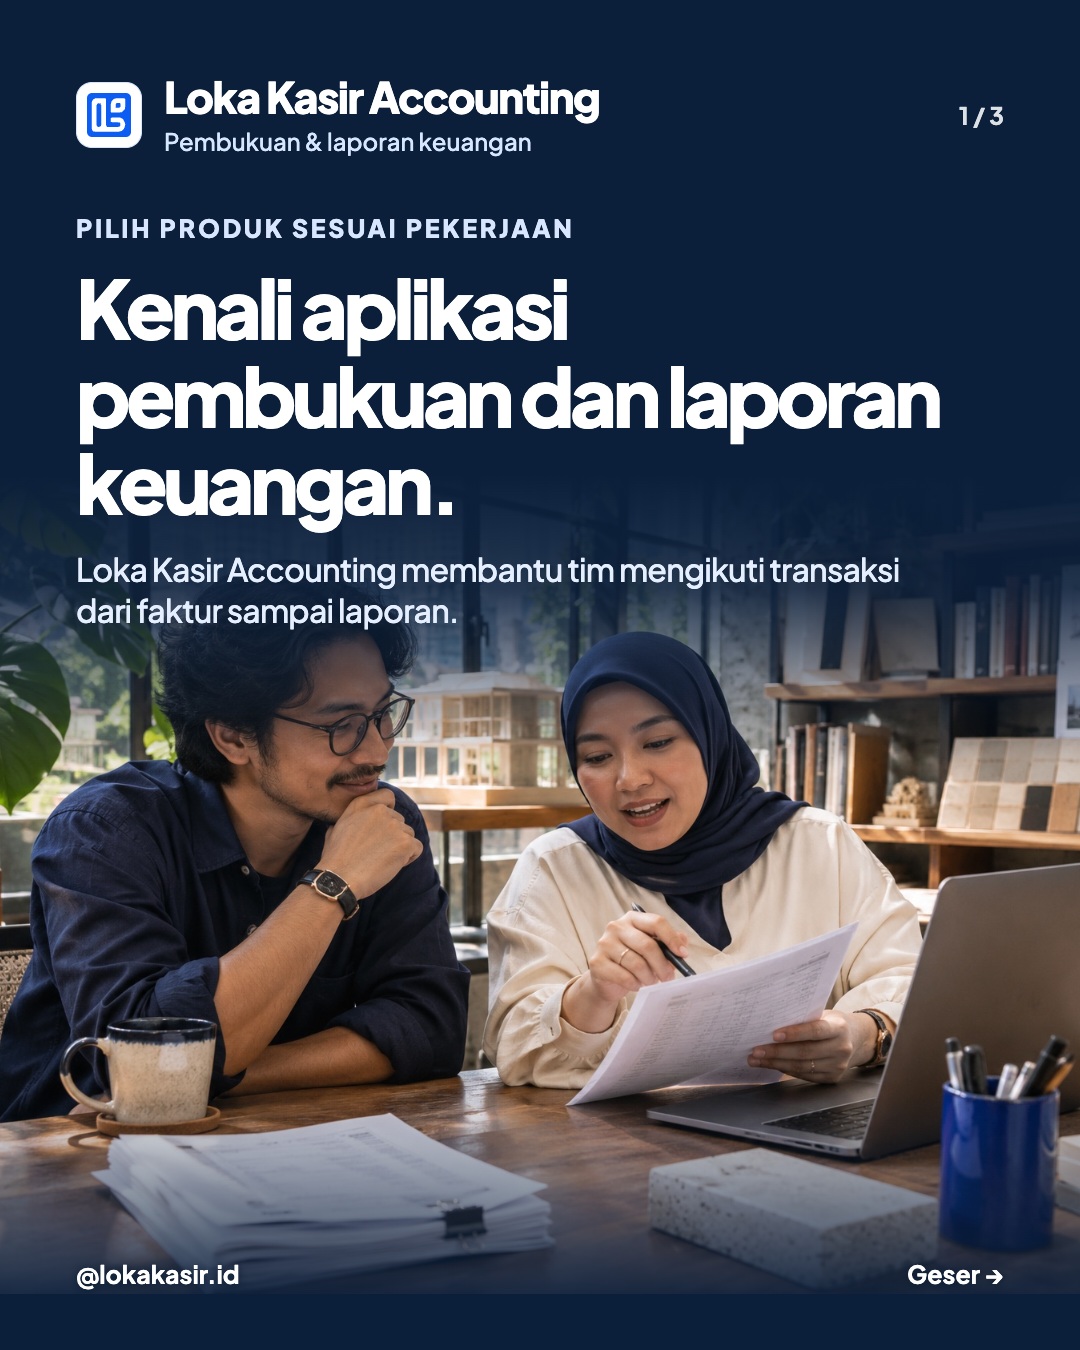 Loka Kasir Accounting
Pembukuan & laporan keuangan
1 / 3
PILIH PRODUK SESUAI PEKERJAAN
Kenali aplikasi
pembukuan dan laporan
keuangan.
Loka Kasir Accounting membantu tim mengikuti transaksi
dari faktur sampai laporan.
@lokakasir.id
Geser →